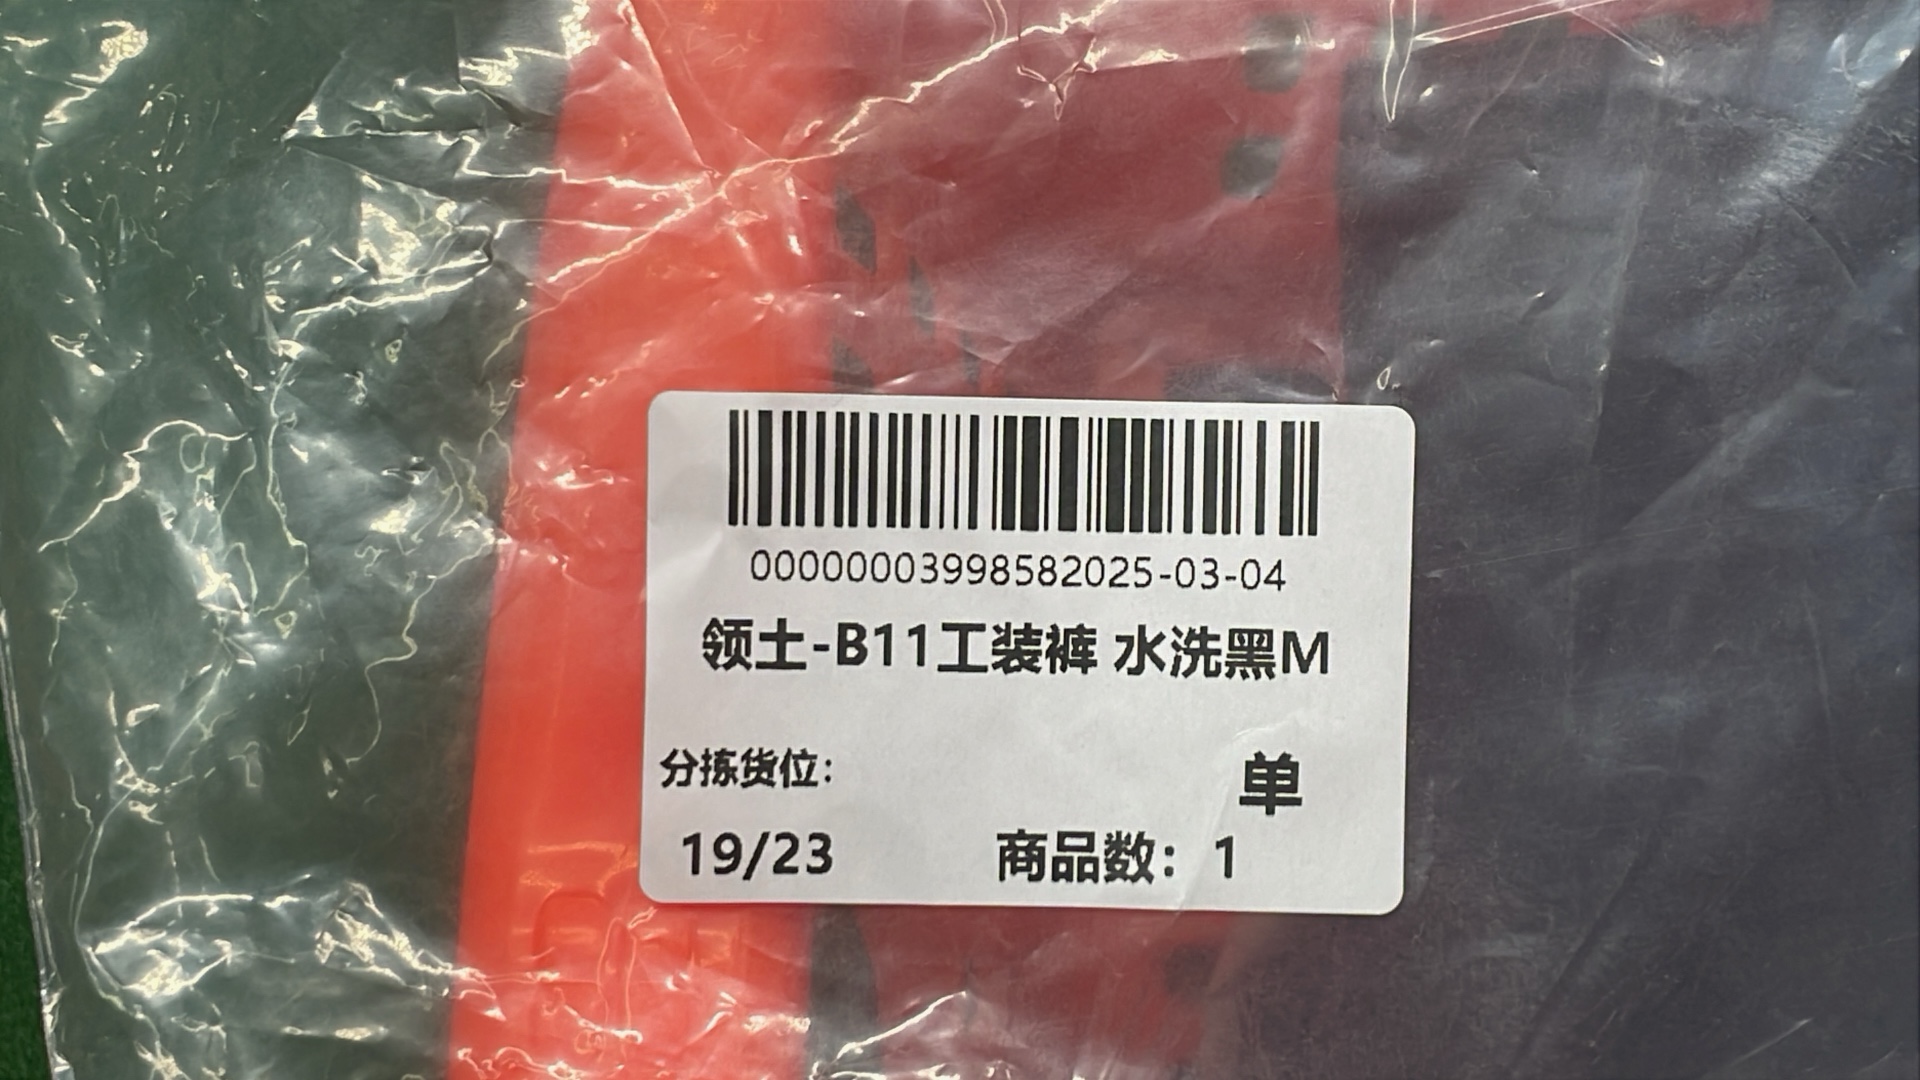 00000003998582025-03-04
领土-B11工装裤 水洗黑M
分拣货位：
单
19/23 商品数：1